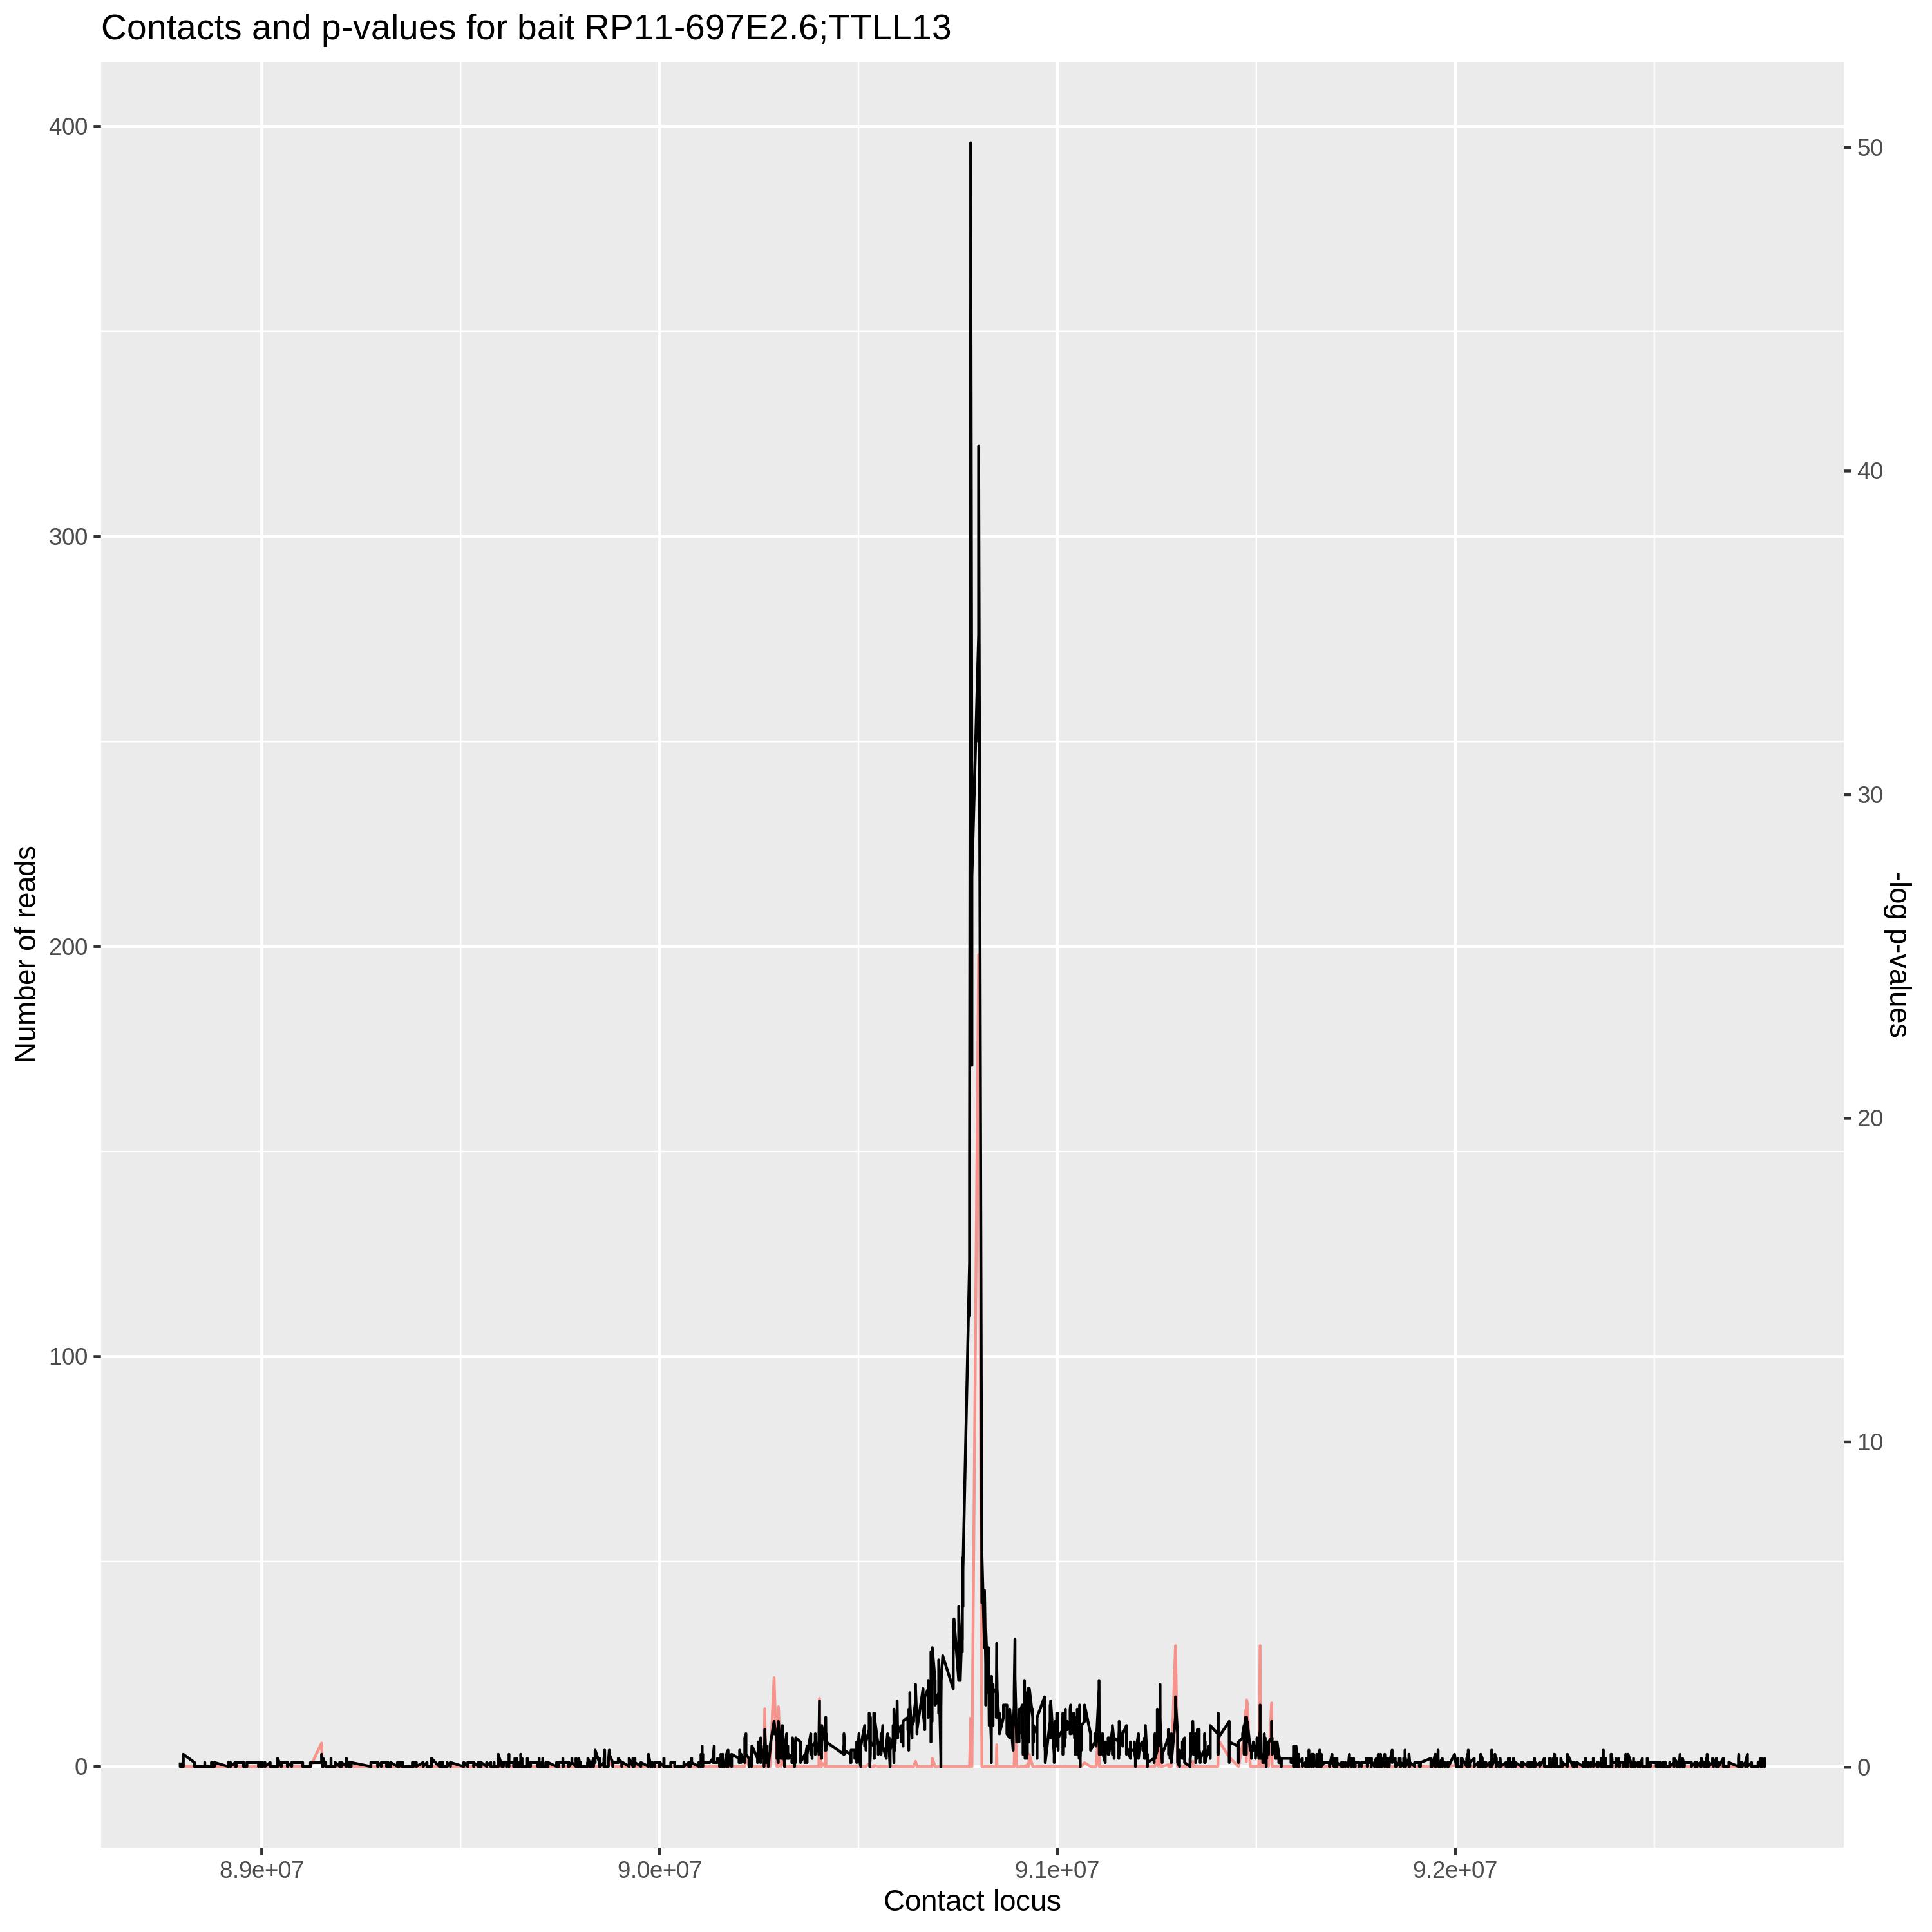 Contacts and p-values for bait RP11-697E2.6;TTLL13
400
300
200
100
0
Number of reads
50
40
30
20
10
0
-log p-values
8.9e+07
9.0e+07
9.1e+07
9.2e+07
Contact locus